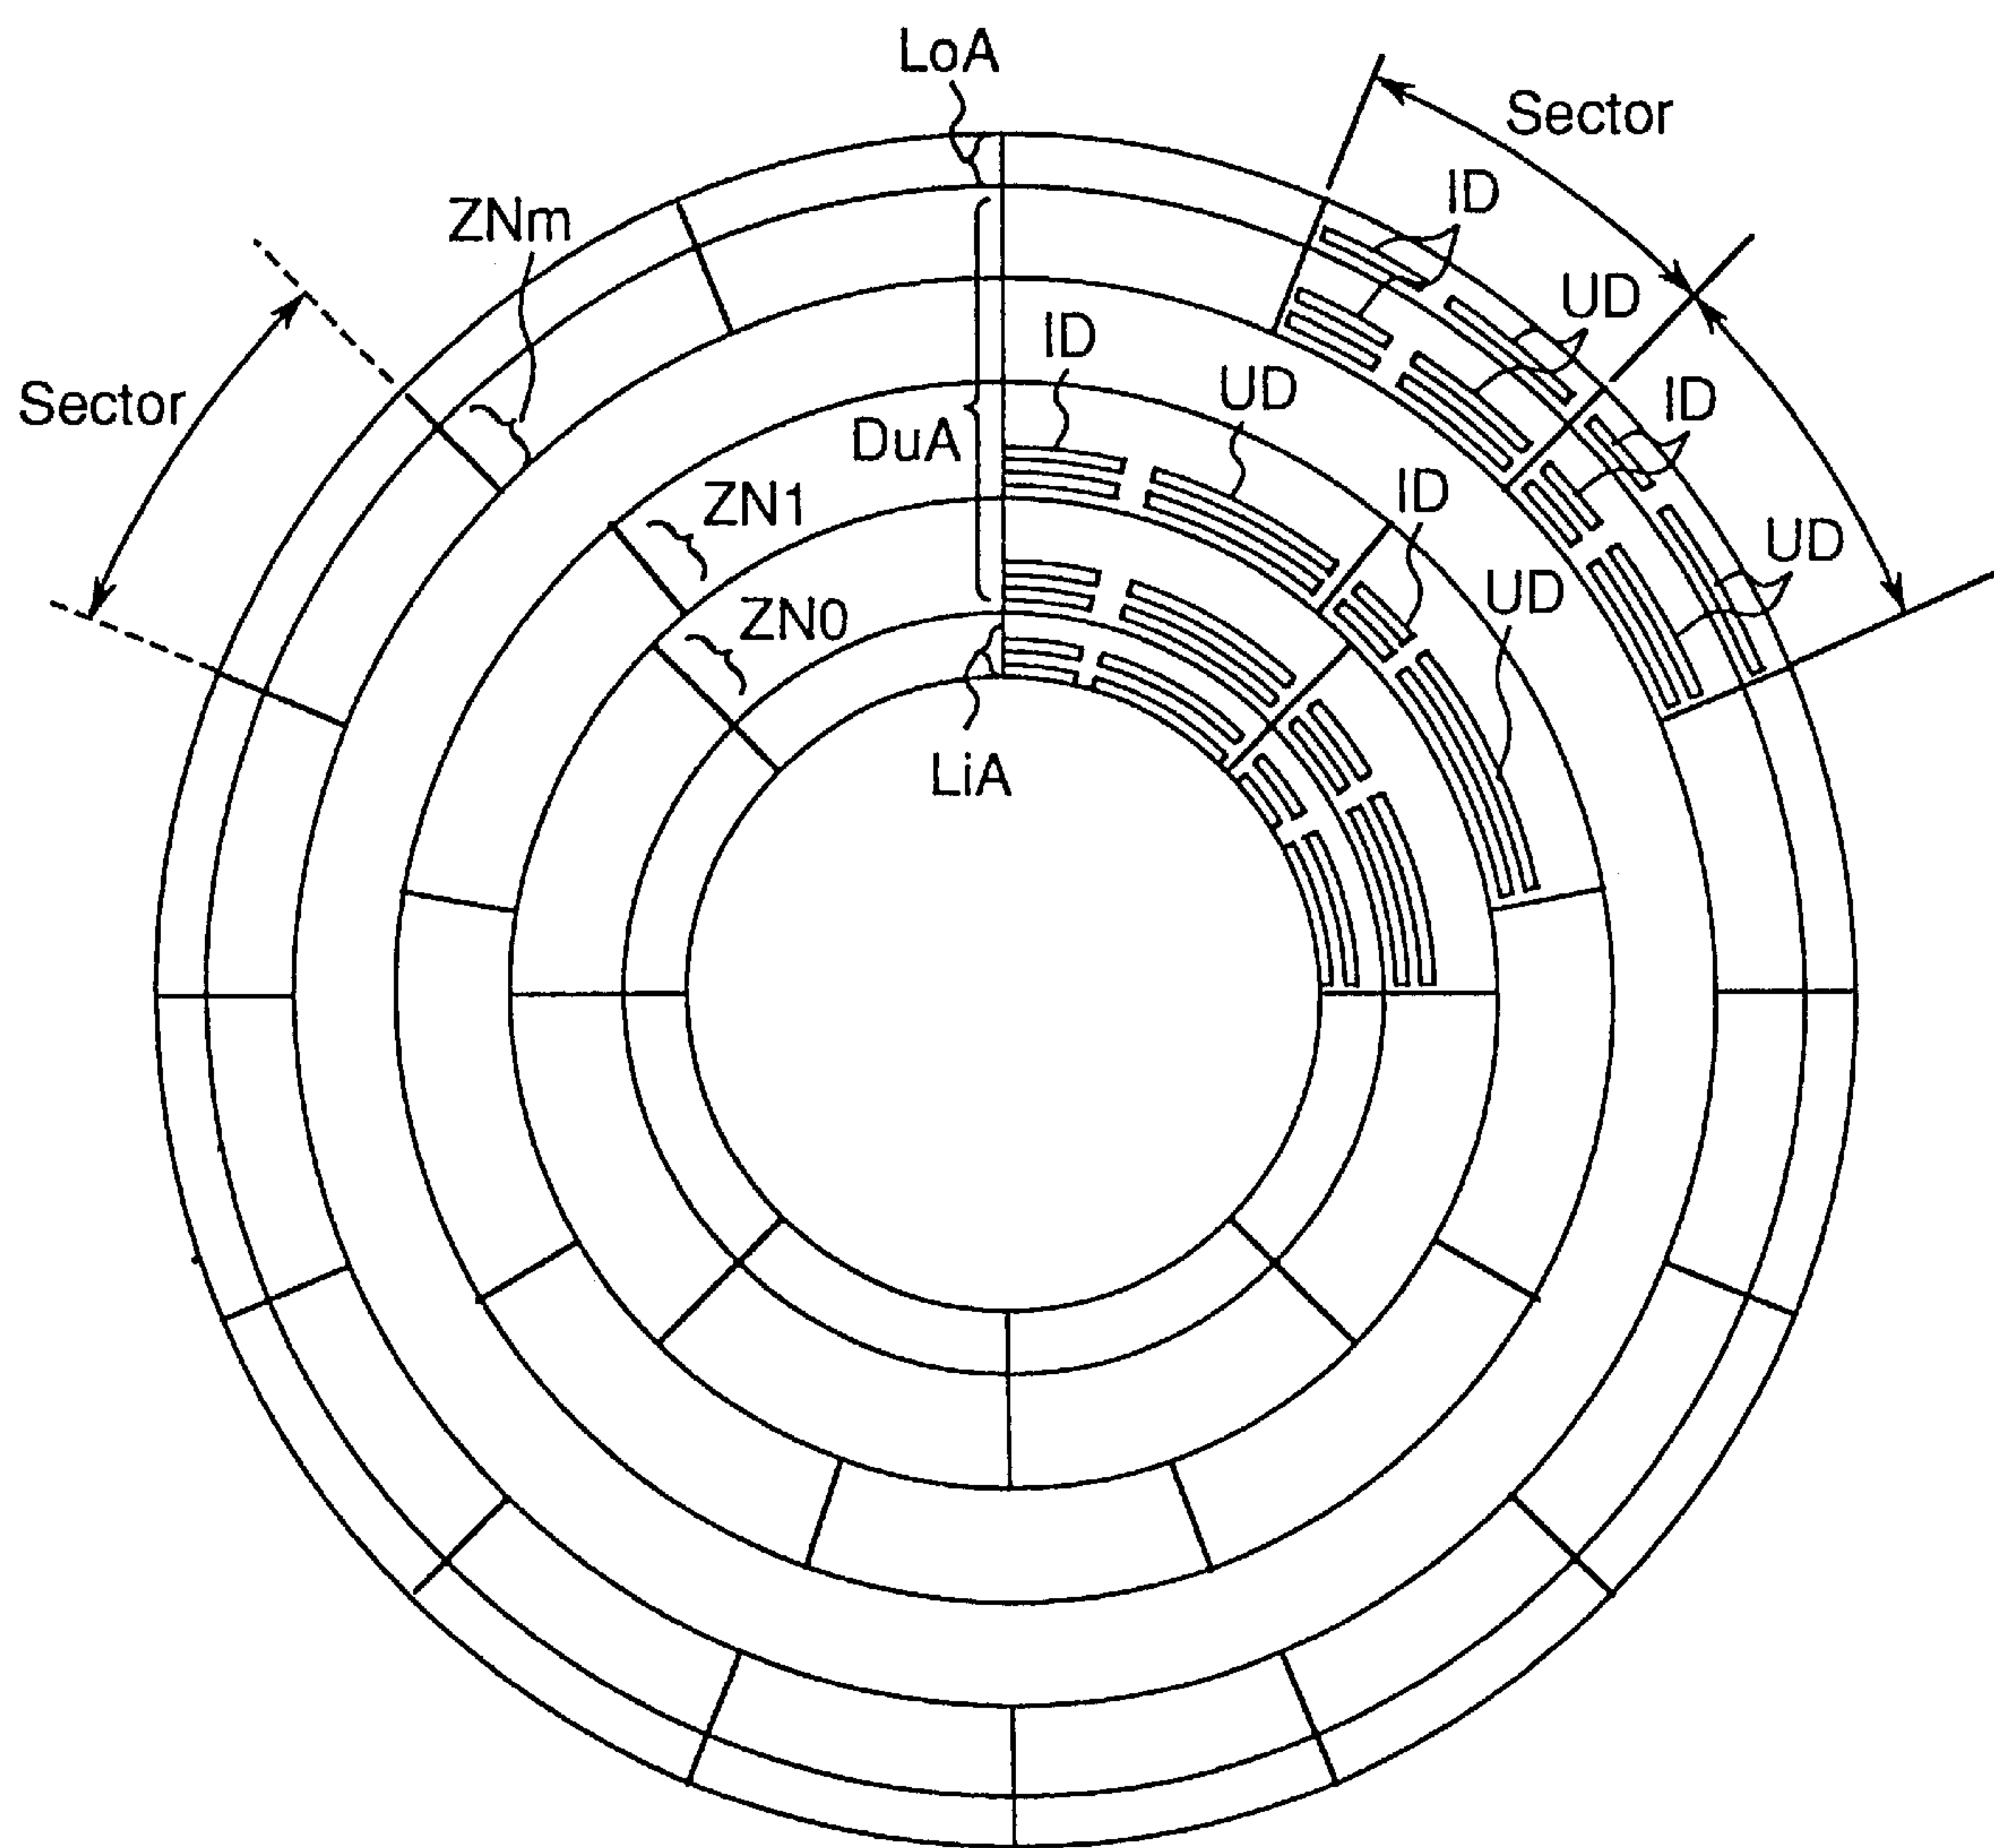 LoA
Sector
ID
ZNm
UD
ID
UD
Sector
ID
DuA
ID
ZN1
UD
UD
ZN0
LiA